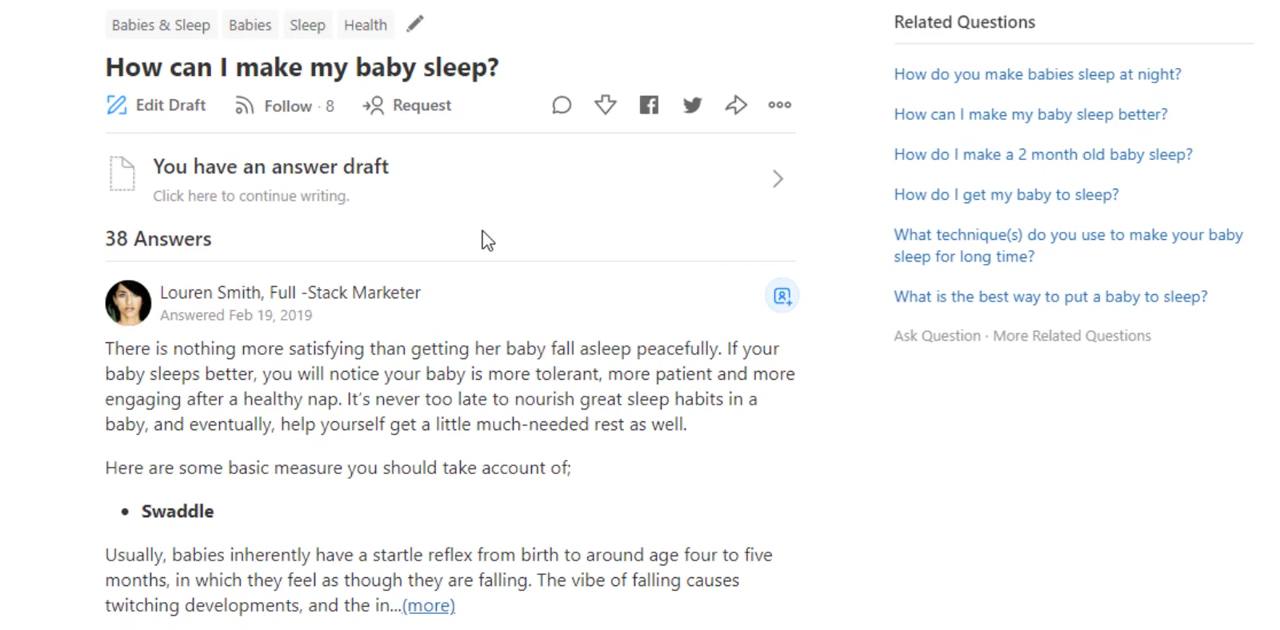 Babies & Sleep Babies Sleep Health
How can I make my baby sleep?
Edit Draft Follow · 8 Request
You have an answer draft
Click here to continue writing.
38 Answers
Louren Smith, Full -Stack Marketer
Answered Feb 19, 2019
There is nothing more satisfying than getting her baby fall asleep peacefully. If your
baby sleeps better, you will notice your baby is more tolerant, more patient and more
engaging after a healthy nap. It's never too late to nourish great sleep habits in a
baby, and eventually, help yourself get a little much-needed rest as well.
Here are some basic measure you should take account of;
• Swaddle
Usually, babies inherently have a startle reflex from birth to around age four to five
months, in which they feel as though they are falling. The vibe of falling causes
twitching developments, and the in...(more)
Related Questions
How do you make babies sleep at night?
How can I make my baby sleep better?
How do I make a 2 month old baby sleep?
How do I get my baby to sleep?
What technique(s) do you use to make your baby
sleep for long time?
What is the best way to put a baby to sleep?
Ask Question · More Related Questions